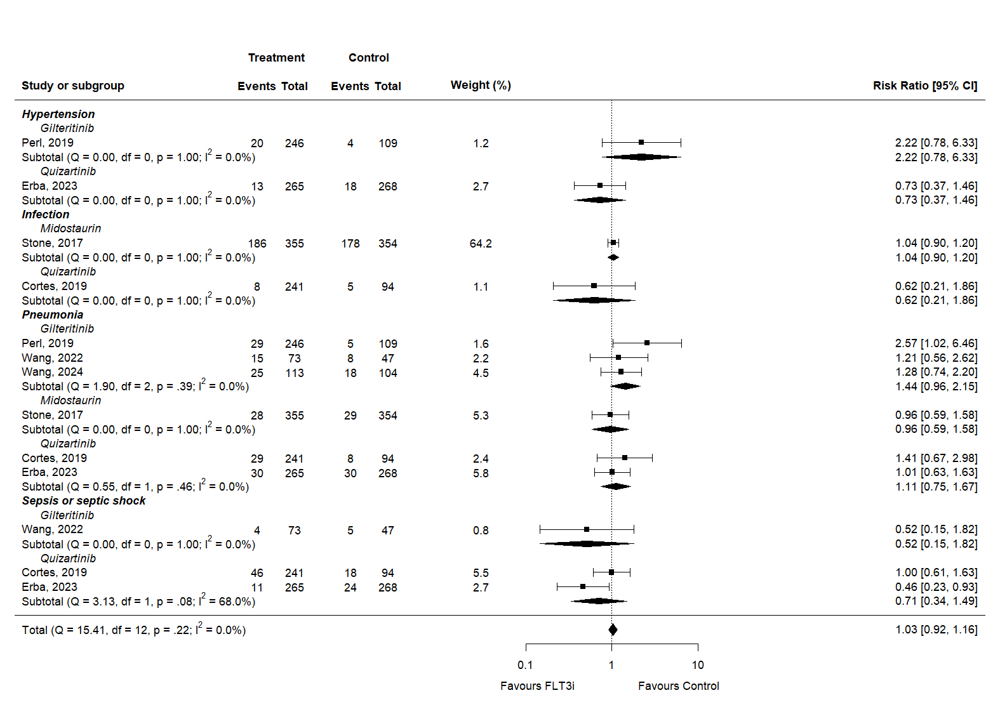 Treatment Control
Study or subgroup Events Total Events Total Weight (%) Risk Ratio [95% CI]
Hypertension
Gilteritinib
Perl, 2019 20 246 4 109 1.2 2.22 [0.78, 6.33]
Subtotal (Q = 0.00, df = 0, p = 1.00; I² = 0.0%) 2.22 [0.78, 6.33]
Quizartinib
Erba, 2023 13 265 18 268 2.7 0.73 [0.37, 1.46]
Subtotal (Q = 0.00, df = 0, p = 1.00; I² = 0.0%) 0.73 [0.37, 1.46]
Infection
Midostaurin
Stone, 2017 186 355 178 354 64.2 1.04 [0.90, 1.20]
Subtotal (Q = 0.00, df = 0, p = 1.00; I² = 0.0%) 1.04 [0.90, 1.20]
Quizartinib
Cortes, 2019 8 241 5 94 1.1 0.62 [0.21, 1.86]
Subtotal (Q = 0.00, df = 0, p = 1.00; I² = 0.0%) 0.62 [0.21, 1.86]
Pneumonia
Gilteritinib
Perl, 2019 29 246 5 109 1.6 2.57 [1.02, 6.46]
Wang, 2022 15 73 8 47 2.2 1.21 [0.56, 2.62]
Wang, 2024 25 113 18 104 4.5 1.28 [0.74, 2.20]
Subtotal (Q = 1.90, df = 2, p = .39; I² = 0.0%) 1.44 [0.96, 2.15]
Midostaurin
Stone, 2017 28 355 29 354 5.3 0.96 [0.59, 1.58]
Subtotal (Q = 0.00, df = 0, p = 1.00; I² = 0.0%) 0.96 [0.59, 1.58]
Quizartinib
Cortes, 2019 29 241 8 94 2.4 1.41 [0.67, 2.98]
Erba, 2023 30 265 30 268 5.8 1.01 [0.63, 1.63]
Subtotal (Q = 0.55, df = 1, p = .46; I² = 0.0%) 1.11 [0.75, 1.67]
Sepsis or septic shock
Gilteritinib
Wang, 2022 4 73 5 47 0.8 0.52 [0.15, 1.82]
Subtotal (Q = 0.00, df = 0, p = 1.00; I² = 0.0%) 0.52 [0.15, 1.82]
Quizartinib
Cortes, 2019 46 241 18 94 5.5 1.00 [0.61, 1.63]
Erba, 2023 11 265 24 268 2.7 0.46 [0.23, 0.93]
Subtotal (Q = 3.13, df = 1, p = .08; I² = 68.0%) 0.71 [0.34, 1.49]
Total (Q = 15.41, df = 12, p = .22; I² = 0.0%) 1.03 [0.92, 1.16]
0.1 1 10
Favours FLT3i Favours Control